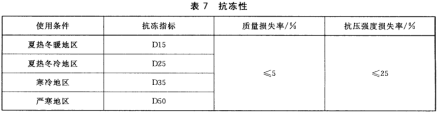 表 7 抗冻性
使用条件 抗冻指标 质量损失率/% 抗压强度损失率/%
夏热冬暖地区 D15
夏热冬冷地区 D25
≤5 ≤25
寒冷地区 D35
严寒地区 D50